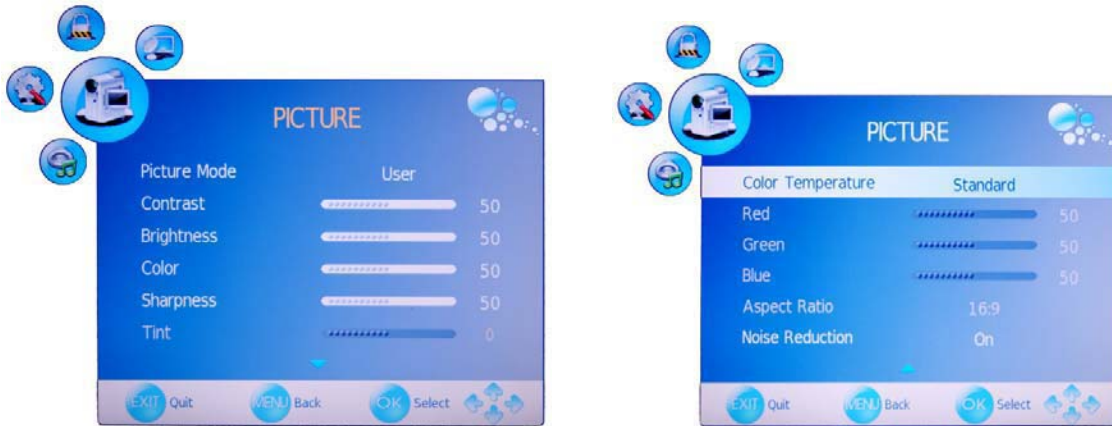 PICTURE
Picture Mode User
Contrast 50
Brightness 50
Color 50
Sharpness 50
Tint 0
EXIT Quit MENU Back OK Select
PICTURE
Color Temperature Standard
Red 50
Green 50
Blue 50
Aspect Ratio 16:9
Noise Reduction On
EXIT Quit MENU Back OK Select